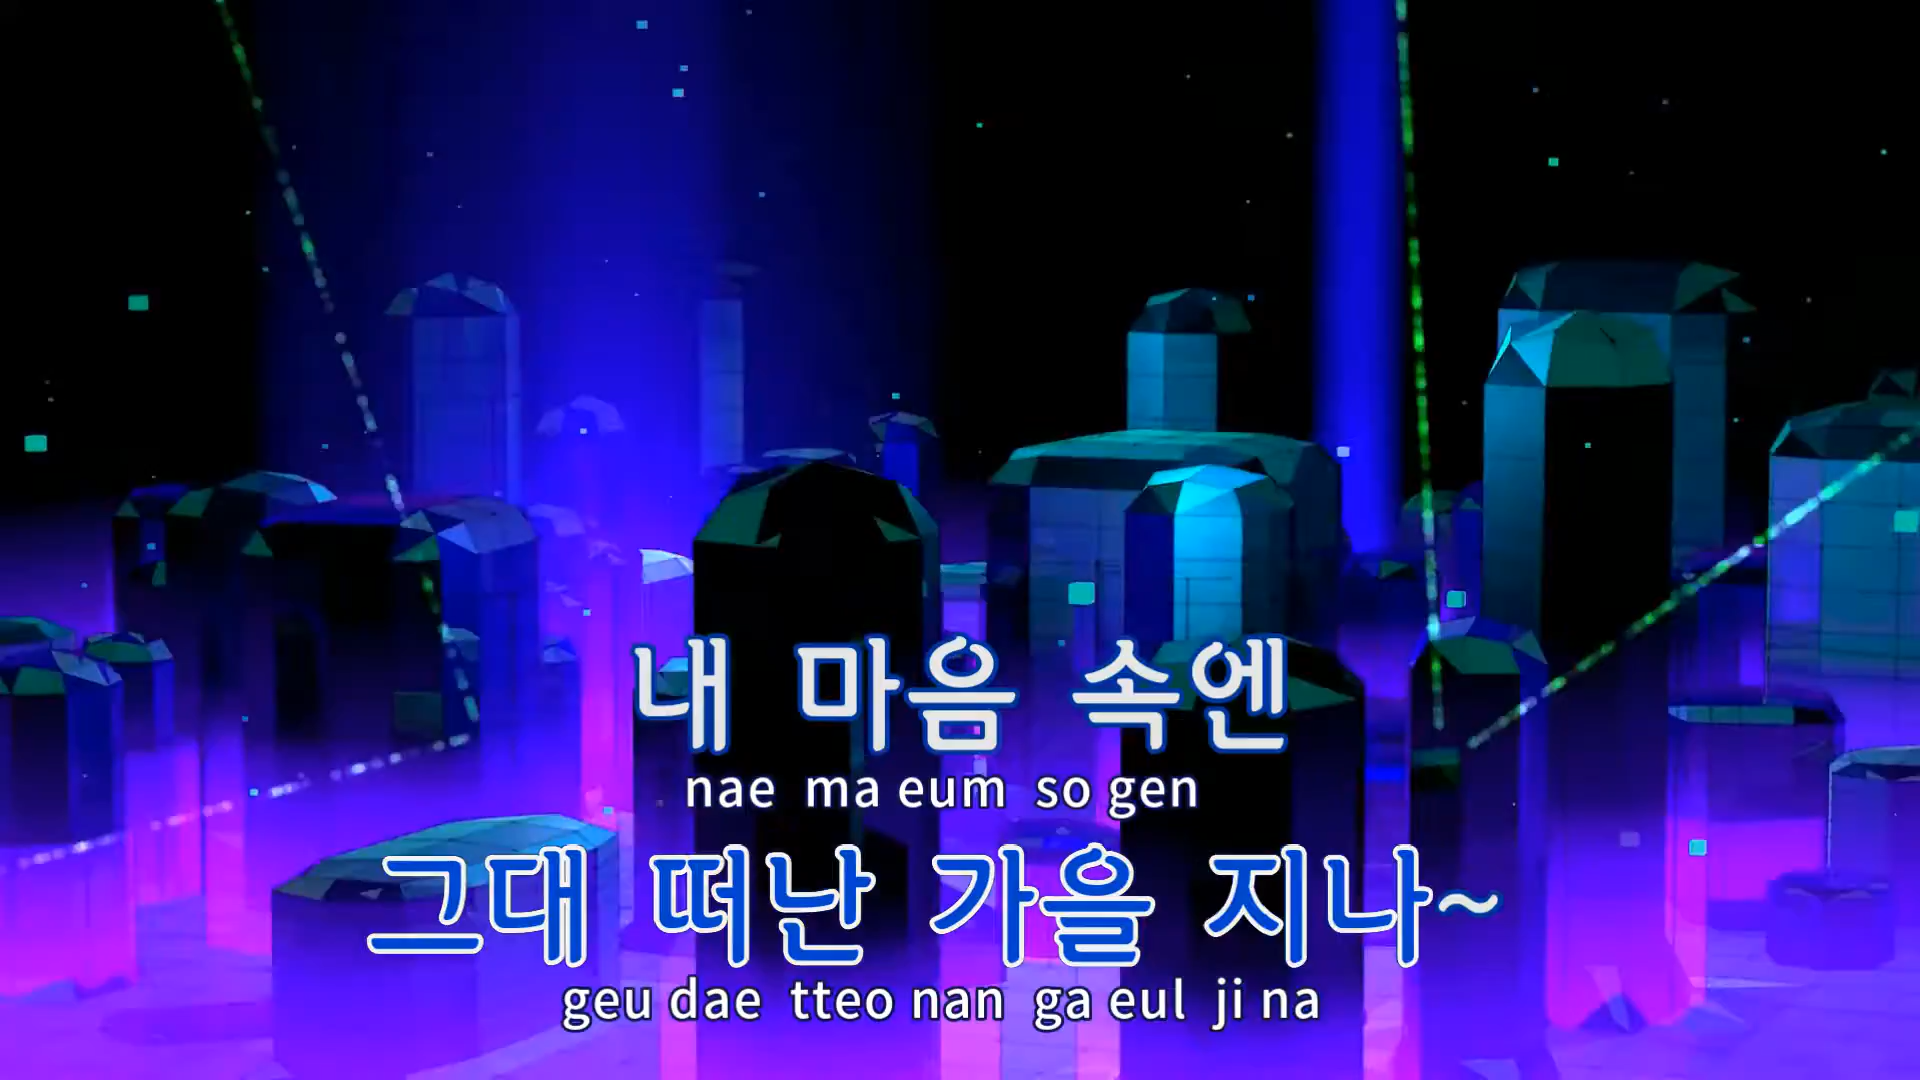 내 마음 속엔
nae ma eum so gen
그대 떠난 가을 지나~
geu dae tteo nan ga eul ji na